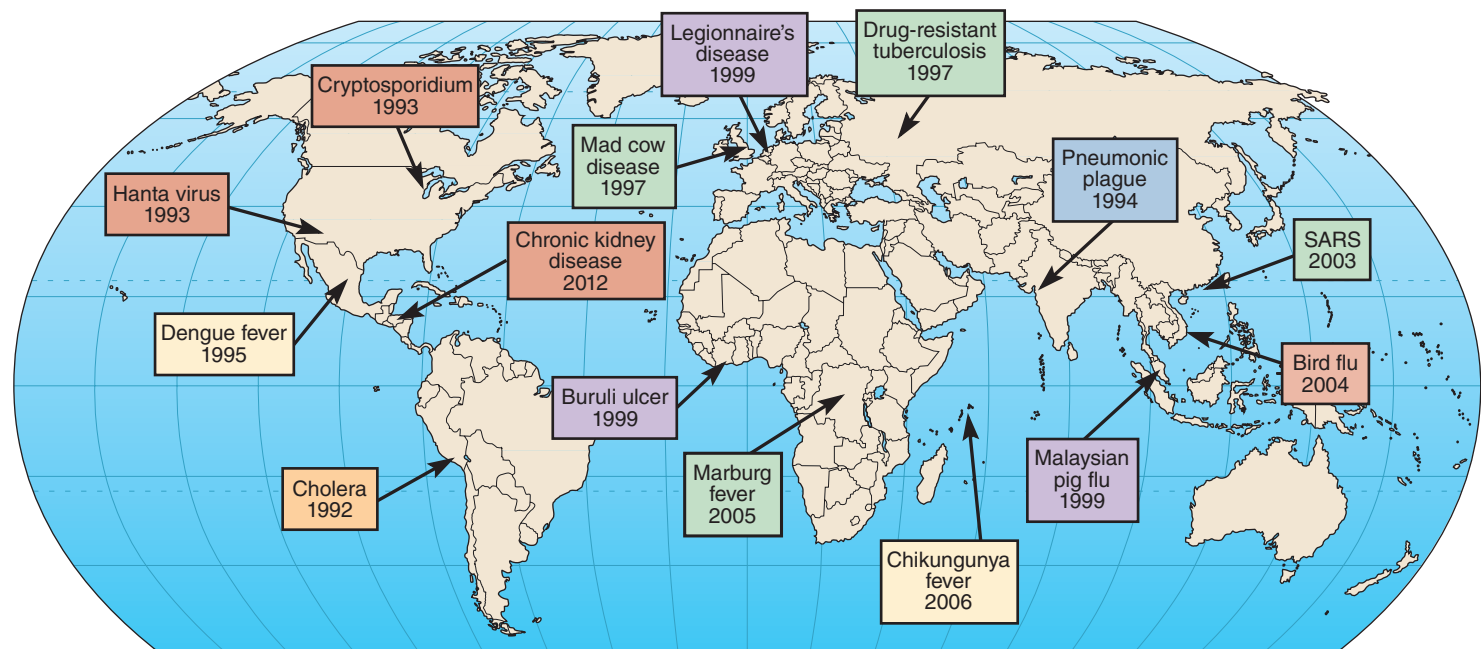 Legionnaire's
disease
1999
Drug-resistant
tuberculosis
1997
Cryptosporidium
1993
Mad cow
disease
1997
Pneumonic
plague
1994
Hanta virus
1993
Chronic kidney
disease
2012
SARS
2003
Dengue fever
1995
Bird flu
2004
Buruli ulcer
1999
Cholera
1992
Marburg
fever
2005
Malaysian
pig flu
1999
Chikungunya
fever
2006